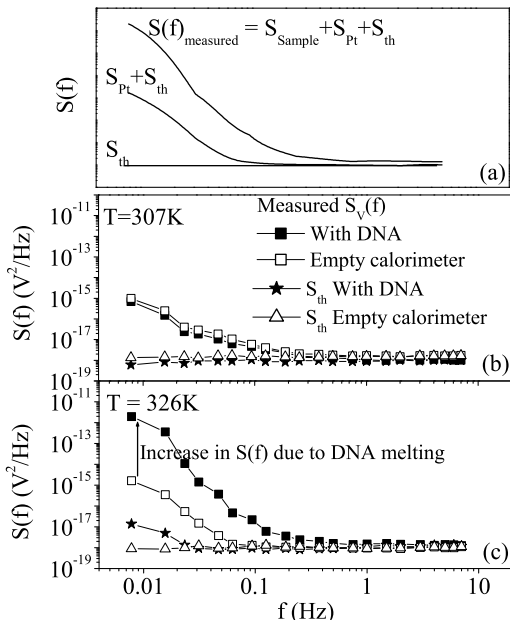 S(f)measured = SSample+SPt+Sth
SPt+Sth
Sth
S(f)
(a)
T=307K
Measured SV(f)
With DNA
Empty calorimeter
Sth With DNA
Sth Empty calorimeter
10-11
10-13
10-15
10-17
10-19
S(f) (V2/Hz)
(b)
T = 326K
Increase in S(f) due to DNA melting
10-11
10-13
10-15
10-17
10-19
S(f) (V2/Hz)
(c)
0.01 0.1 1 10
f (Hz)